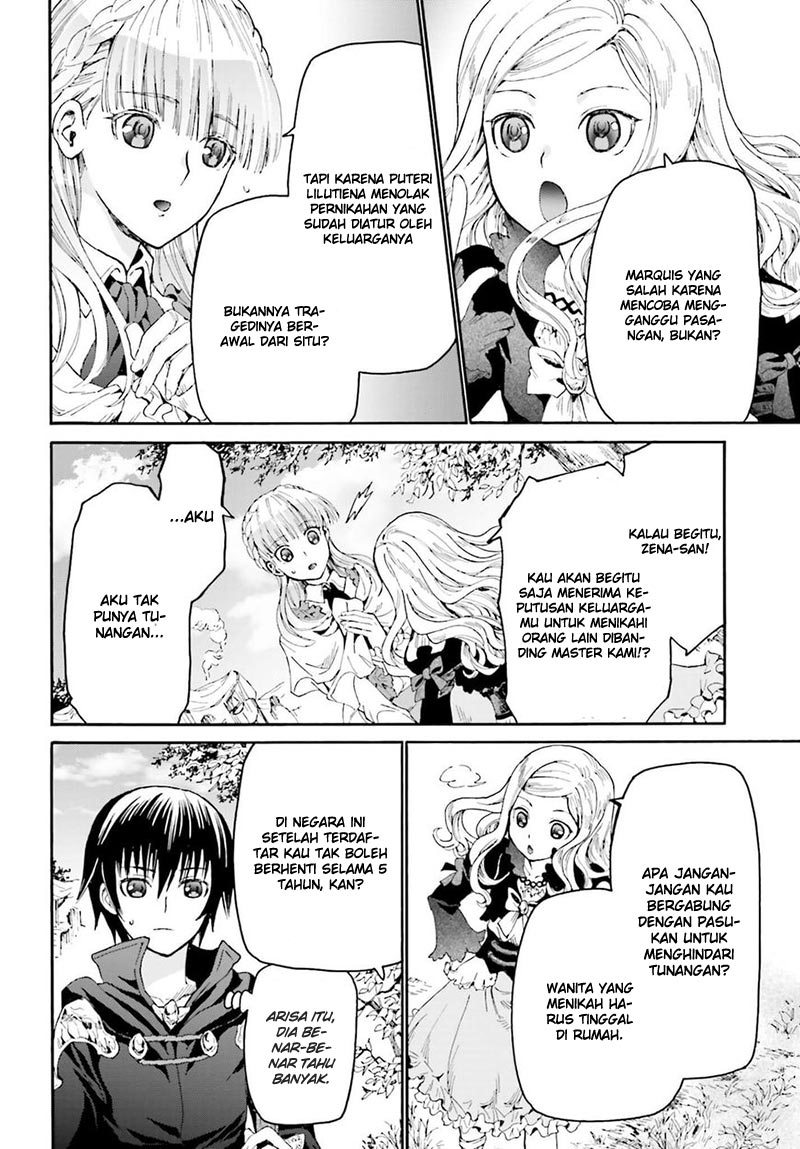 MARQUIS YANG
SALAH KARENA
MENCOBA MENG-
GANGGU PASA-
NGAN, BUKAN?
TAPI KARENA PUTERI
LILUTIENA MENOLAK
PERNIKAHAN YANG
SUDAH DIATUR OLEH
KELUARGANYA
BUKANNYA TRA-
GEDINYA BER-
AWAL DARI SITU?
KALAU BEGITU,
ZENA-SAN!
KAU AKAN BEGITU
SAJA MENERIMA KE-
PUTUSAN KELUARGA-
MU UNTUK MENIKAHI
ORANG LAIN DIBAN-
DING MASTER KAMI!?
...AKU
AKU TAK
PUNYA TU-
NANGAN...
APA JANGAN-
JANGAN KAU
BERGABUNG
DENGAN PASU-
KAN UNTUK
MENGHINDARI
TUNANGAN?
WANITA YANG
MENIKAH HA-
RUS TINGGAL
DI RUMAH.
DI NEGARA INI
SETELAH TERDAF-
TAR KAU TAK BOLEH
BERHENTI SELAMA 5
TAHUN, KAN?
ARISA ITU,
DIA BE-
NAR-BE-
NAR TAHU
BANYAK.